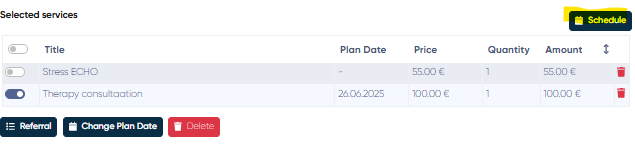 Selected services
Schedule
Title Plan Date Price Quantity Amount
Stress ECHO - 55.00 € 1 55.00 €
Therapy consultaation 26.06.2025 100.00 € 1 100.00 €
Referral Change Plan Date Delete